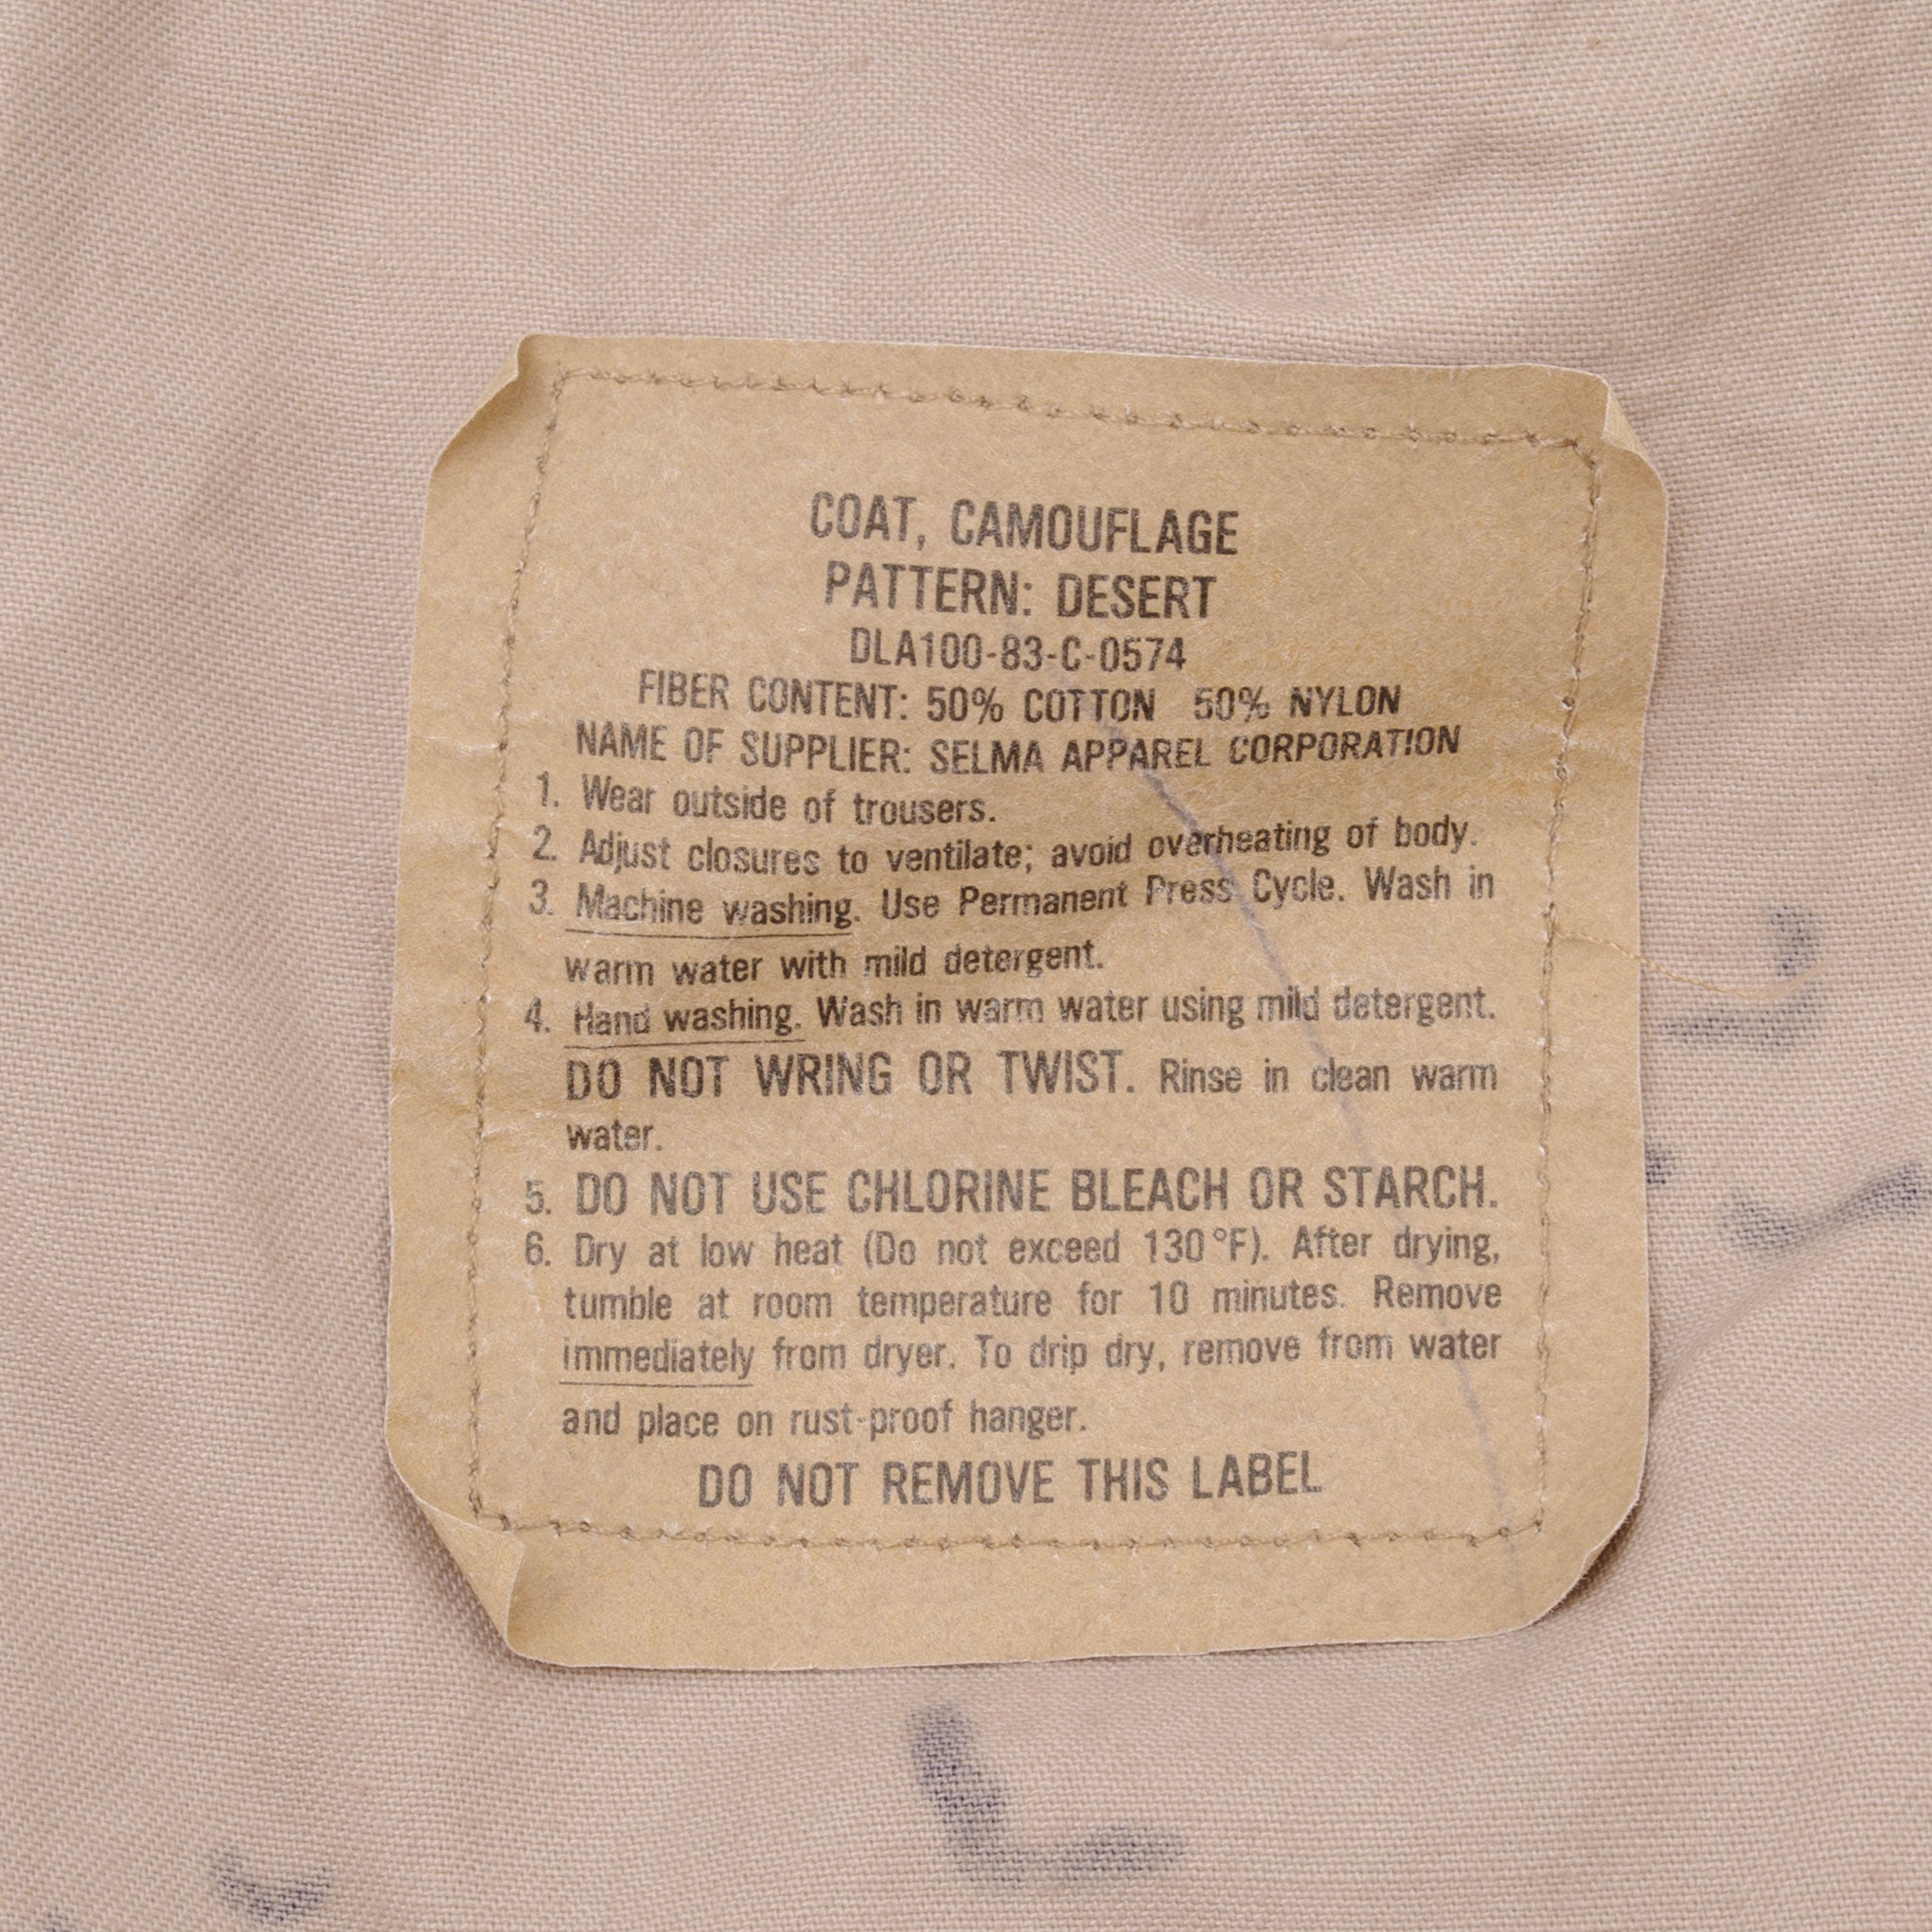 COAT, CAMOUFLAGE
PATTERN: DESERT
DLA100-83-C-0574
FIBER CONTENT: 50% COTTON 50% NYLON
NAME OF SUPPLIER: SELMA APPAREL CORPORATION
1. Wear outside of trousers.
2. Adjust closures to ventilate; avoid overheating of body.
3. Machine washing. Use Permanent Press Cycle. Wash in
warm water with mild detergent.
4. Hand washing. Wash in warm water using mild detergent.
DO NOT WRING OR TWIST. Rinse in clean warm
water.
5. DO NOT USE CHLORINE BLEACH OR STARCH.
6. Dry at low heat (Do not exceed 130°F). After drying,
tumble at room temperature for 10 minutes. Remove
immediately from dryer. To drip dry, remove from water
and place on rust-proof hanger.
DO NOT REMOVE THIS LABEL